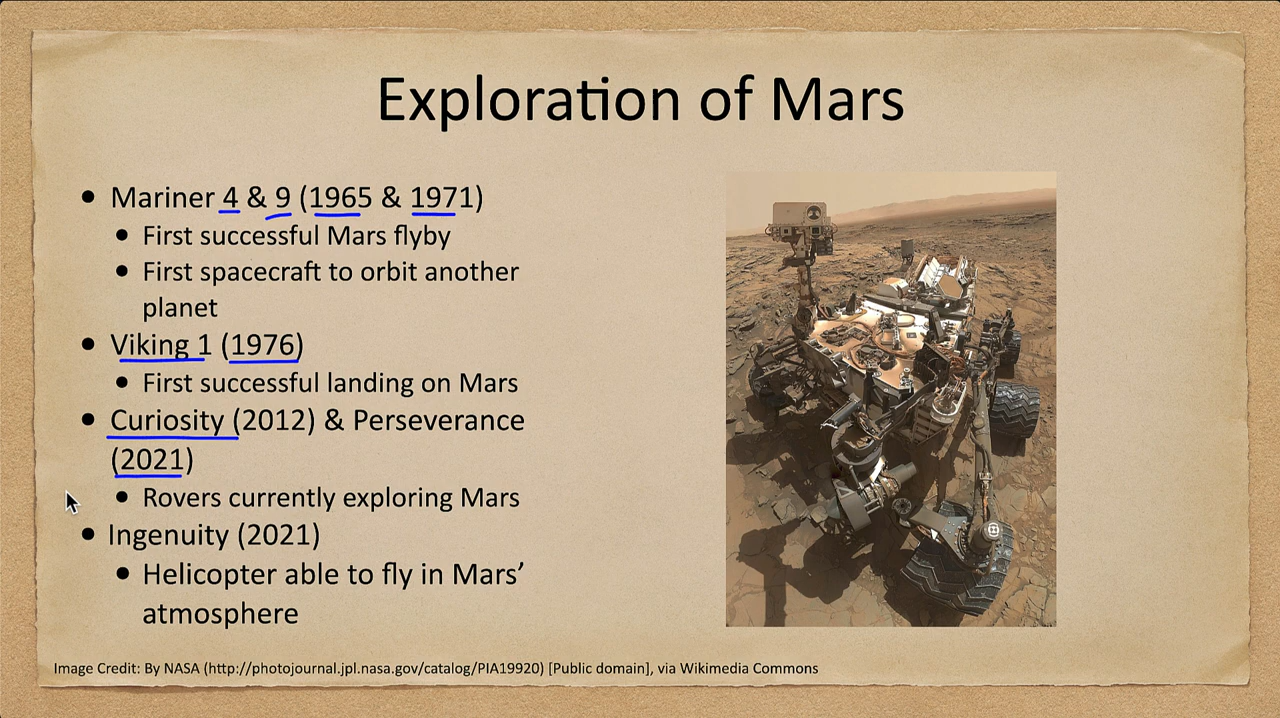 Exploration of Mars
• Mariner 4 & 9 (1965 & 1971)
• First successful Mars flyby
• First spacecraft to orbit another
planet
• Viking 1 (1976)
• First successful landing on Mars
• Curiosity (2012) & Perseverance
(2021)
• Rovers currently exploring Mars
• Ingenuity (2021)
• Helicopter able to fly in Mars’
atmosphere
Image Credit: By NASA (http://photojournal.jpl.nasa.gov/catalog/PIA19920) [Public domain], via Wikimedia Commons